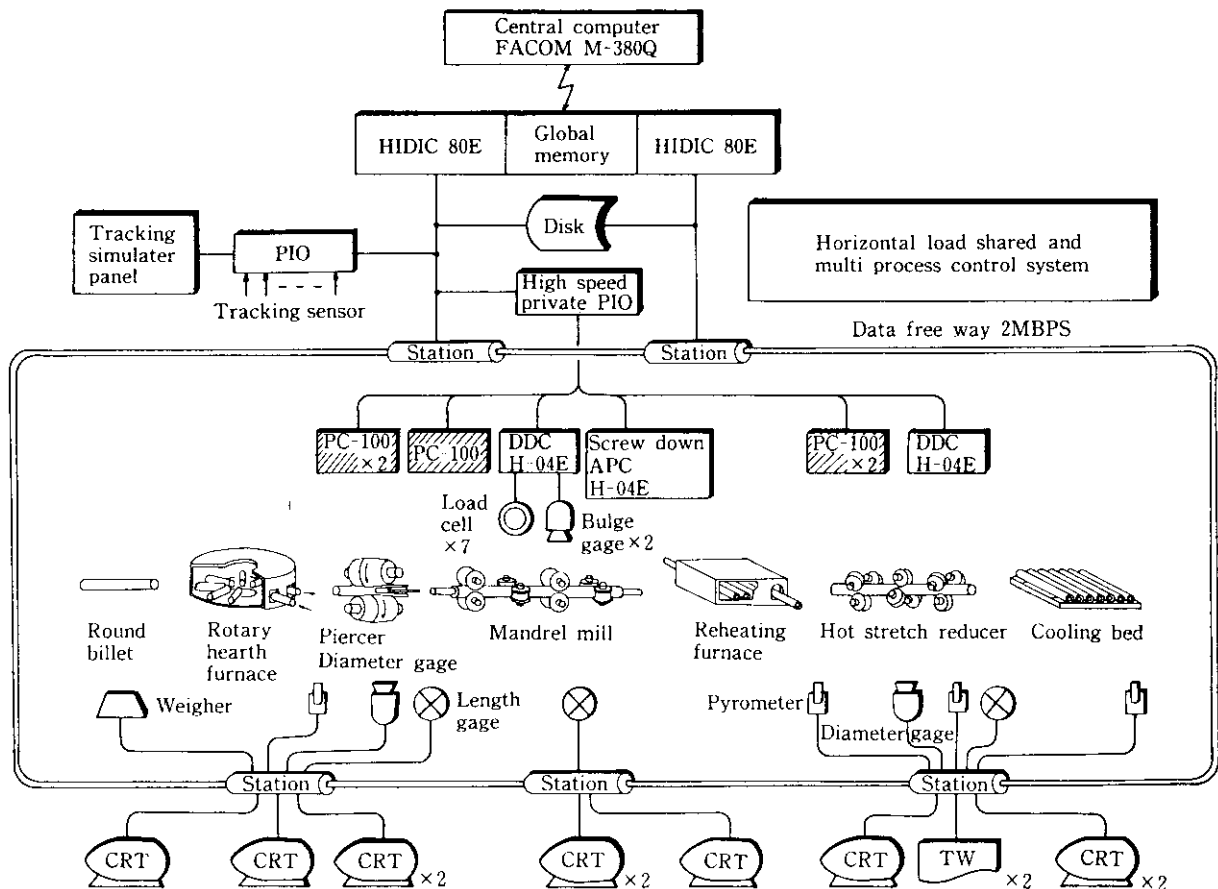 Central computer
FACOM M-380Q
HIDIC 80E
Global
memory
HIDIC 80E
Disk
Tracking
simulater
panel
PIO
Tracking sensor
High speed
private PIO
Horizontal load shared and
multi process control system
Data free way 2MBPS
Station
Station
PC-100
×2
PC-100
DDC
H-04E
Screw down
APC
H-04E
PC-100
×2
DDC
H-04E
Load
cell
×7
Bulge
gage×2
Round
billet
Rotary
hearth
furnace
Piercer
Mandrel mill
Reheating
furnace
Hot stretch reducer
Cooling bed
Diameter gage
Weigher
Length
gage
Pyrometer
Diameter gage
Station
Station
Station
CRT
CRT
CRT
×2
CRT
×2
CRT
CRT
TW
×2
CRT
×2